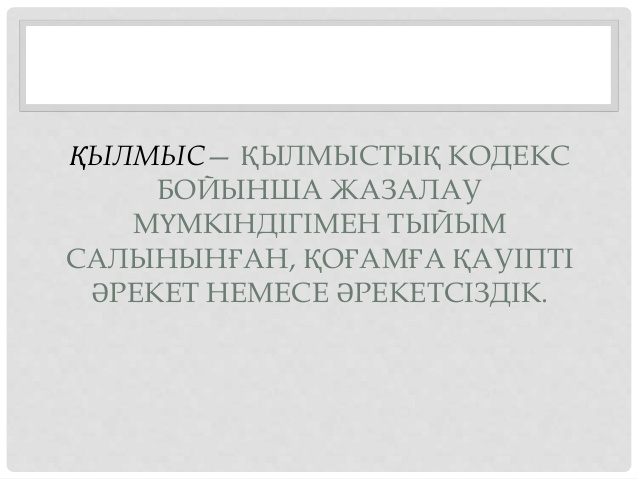 ҚЫЛМЫС— ҚЫЛМЫСТЫҚ КОДЕКС
БОЙЫНША ЖАЗАЛАУ
МҮМКІНДІГІМЕН ТЫЙЫМ
САЛЫНЫНҒАН, ҚОҒАМҒА ҚАУІПТІ
ӘРЕКЕТ НЕМЕСЕ ӘРЕКЕТСІЗДІК.